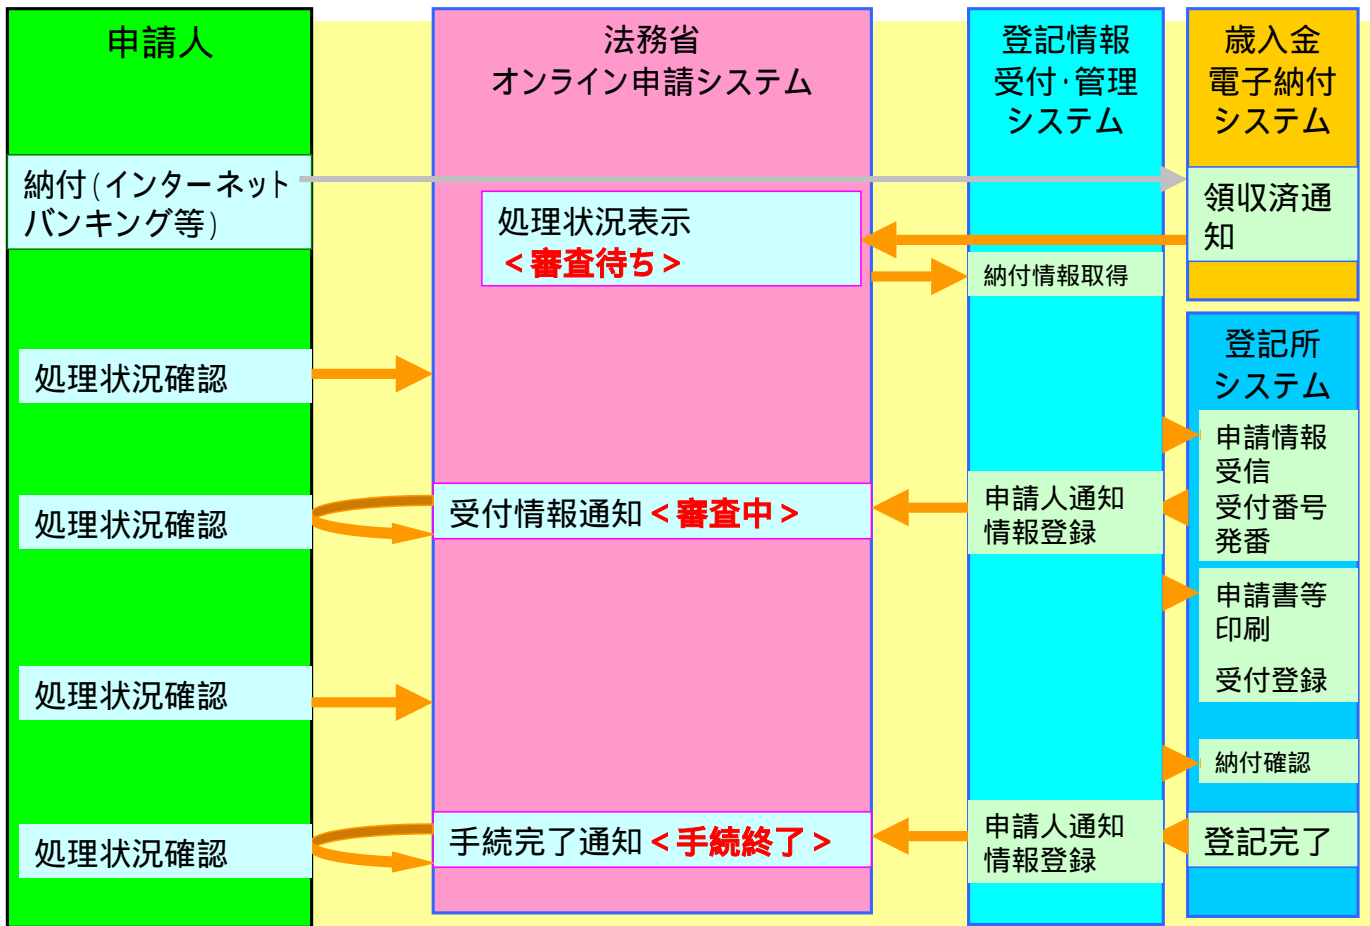 申請人
法務省
オンライン申請システム
登記情報
受付・管理
システム
歳入金
電子納付
システム
納付(インターネット
バンキング等)
領収済通
知
処理状況表示
<審査待ち>
納付情報取得
登記所
システム
処理状況確認
申請情報
受信
受付番号
発番
処理状況確認
受付情報通知<審査中>
申請人通知
情報登録
申請書等
印刷
受付登録
処理状況確認
納付確認
処理状況確認
手続完了通知<手続終了>
申請人通知
情報登録
登記完了